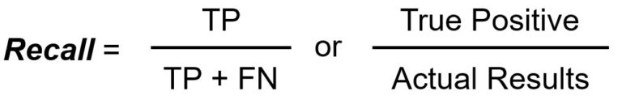 Recall = TP / TP + FN or True Positive / Actual Results